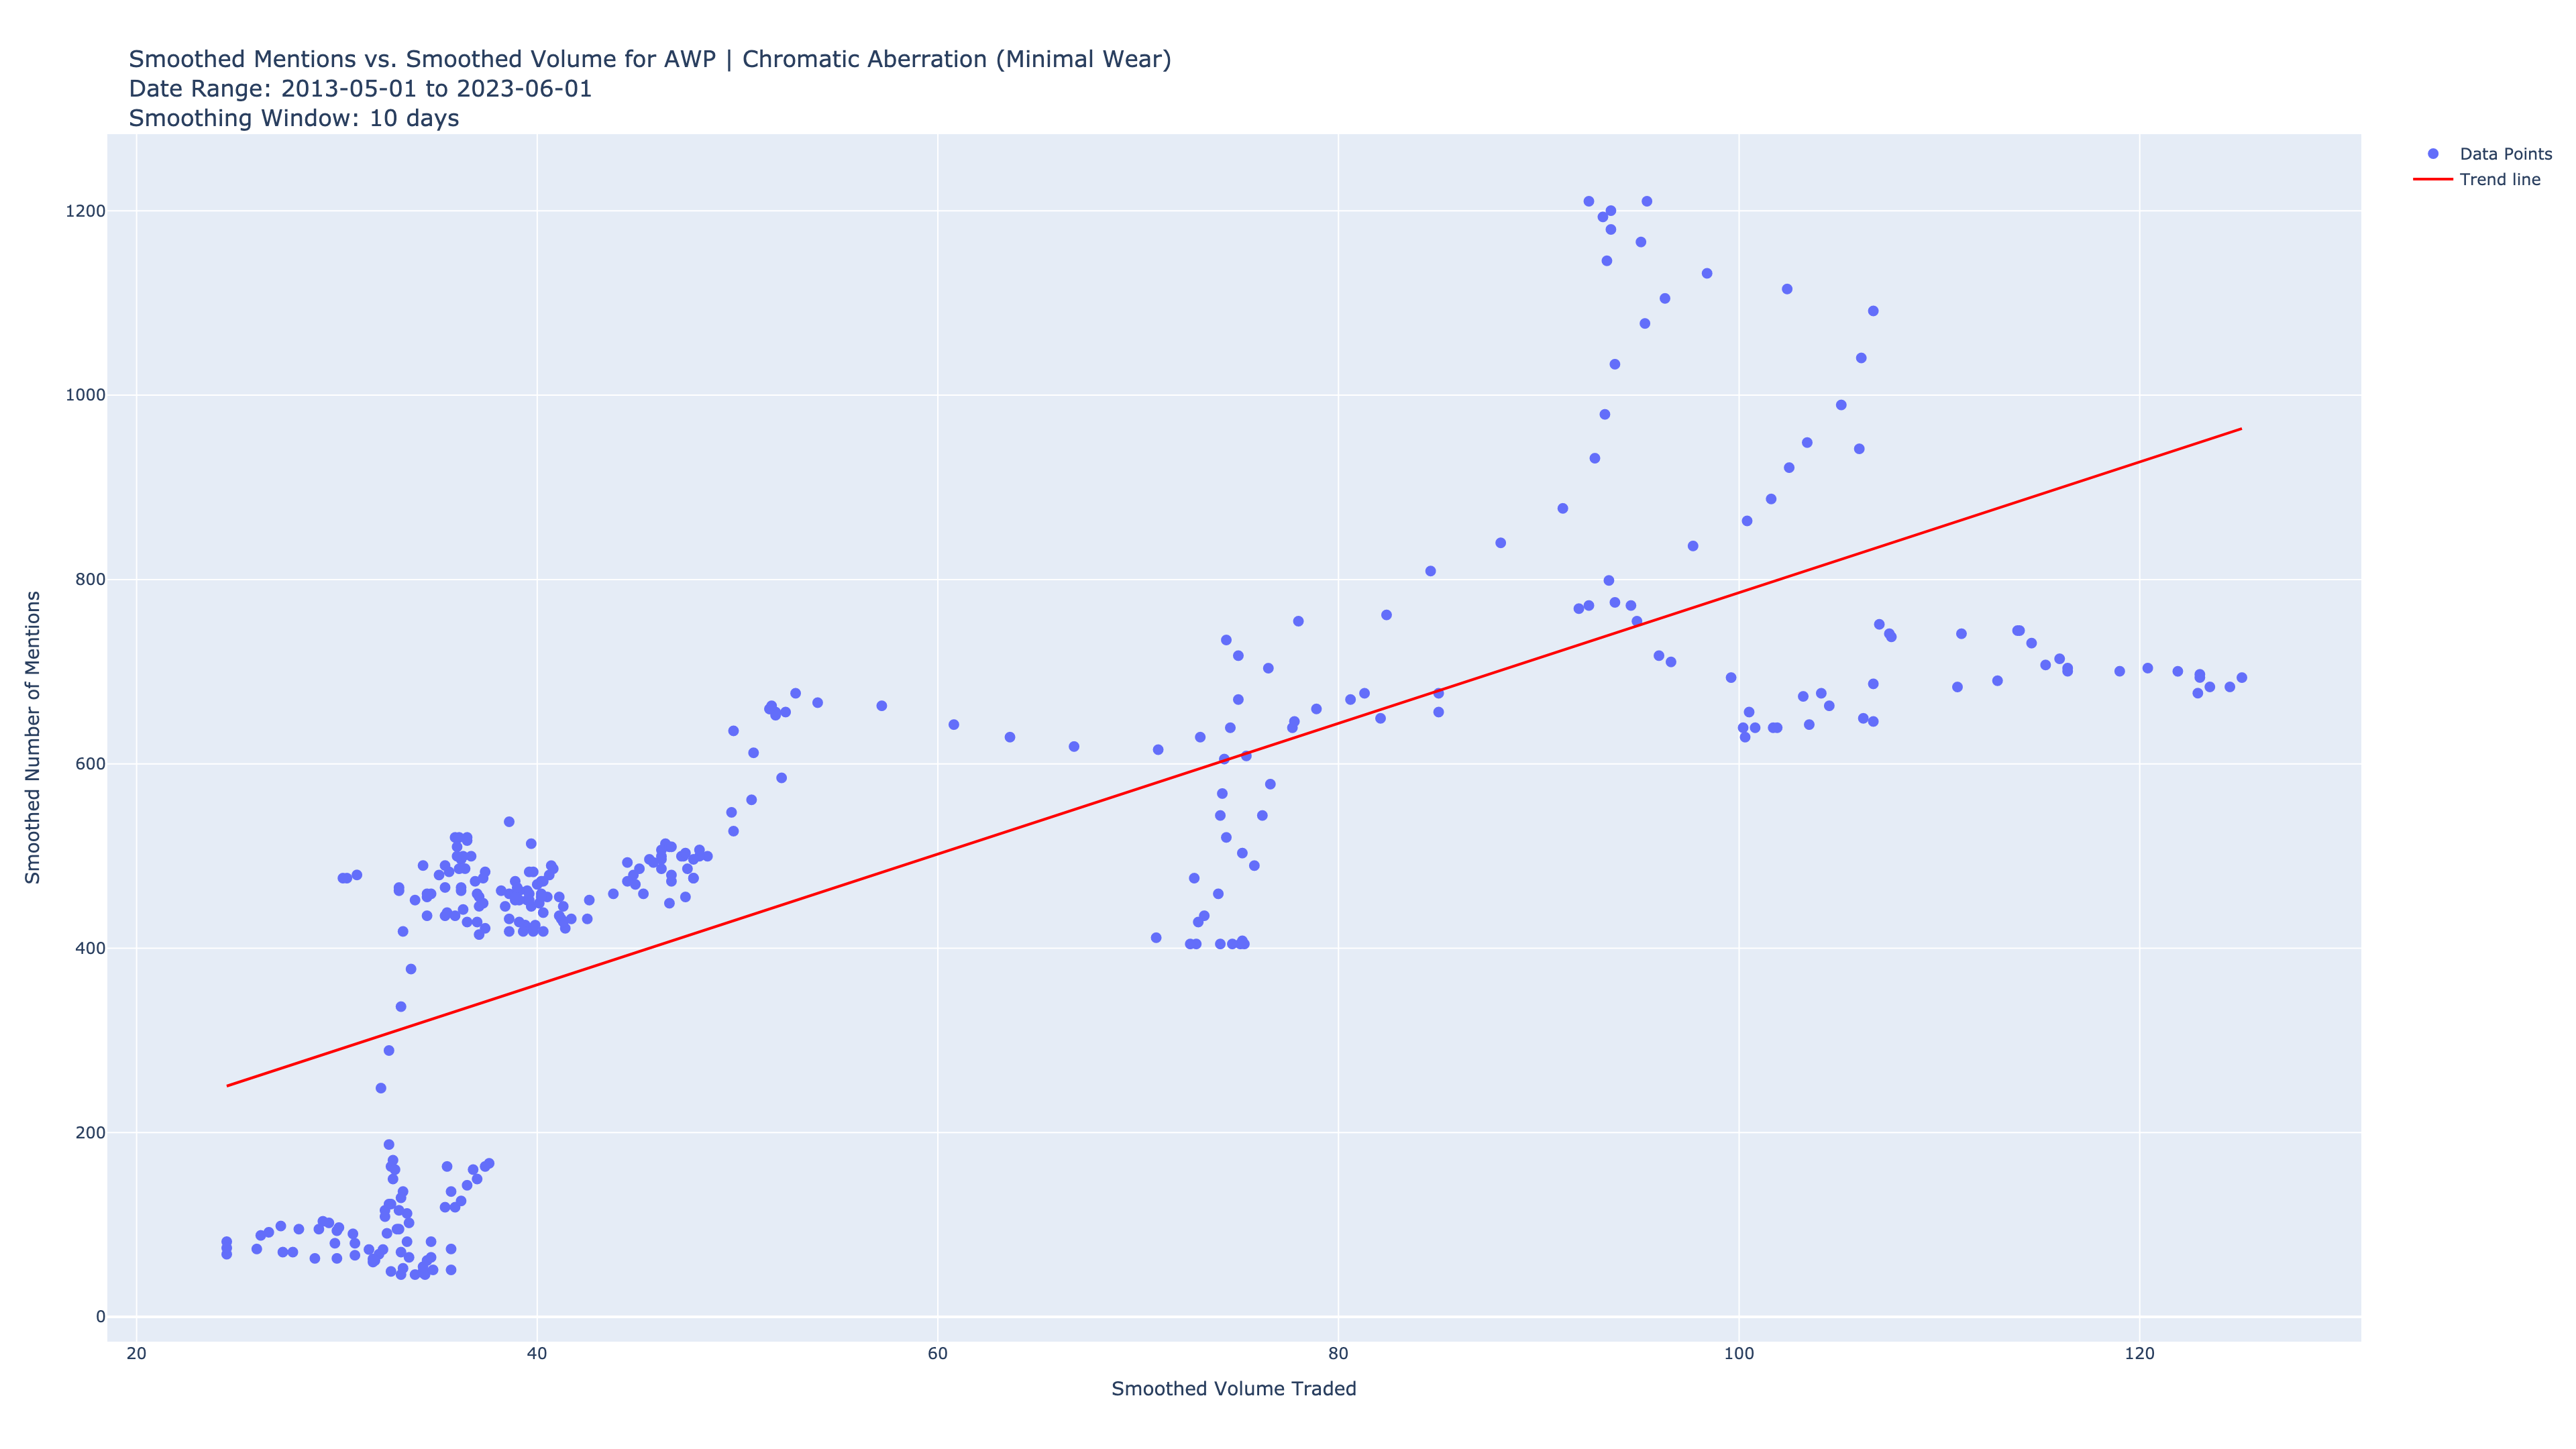 Smoothed Mentions vs. Smoothed Volume for AWP | Chromatic Aberration (Minimal Wear)
Date Range: 2013-05-01 to 2023-06-01
Smoothing Window: 10 days
Data Points
Trend line
Smoothed Number of Mentions
1200
1000
800
600
400
200
0
20
40
60
80
100
120
Smoothed Volume Traded